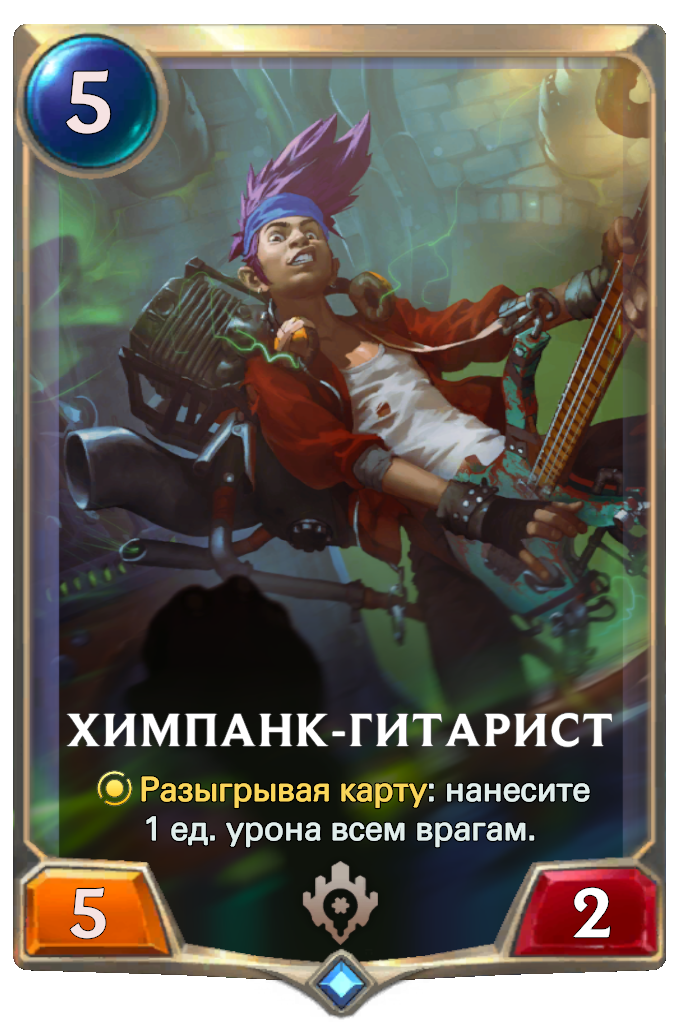 5
ХИМПАНК-ГИТАРИСТ
Разыгрывая карту: нанесите
1 ед. урона всем врагам.
5
2